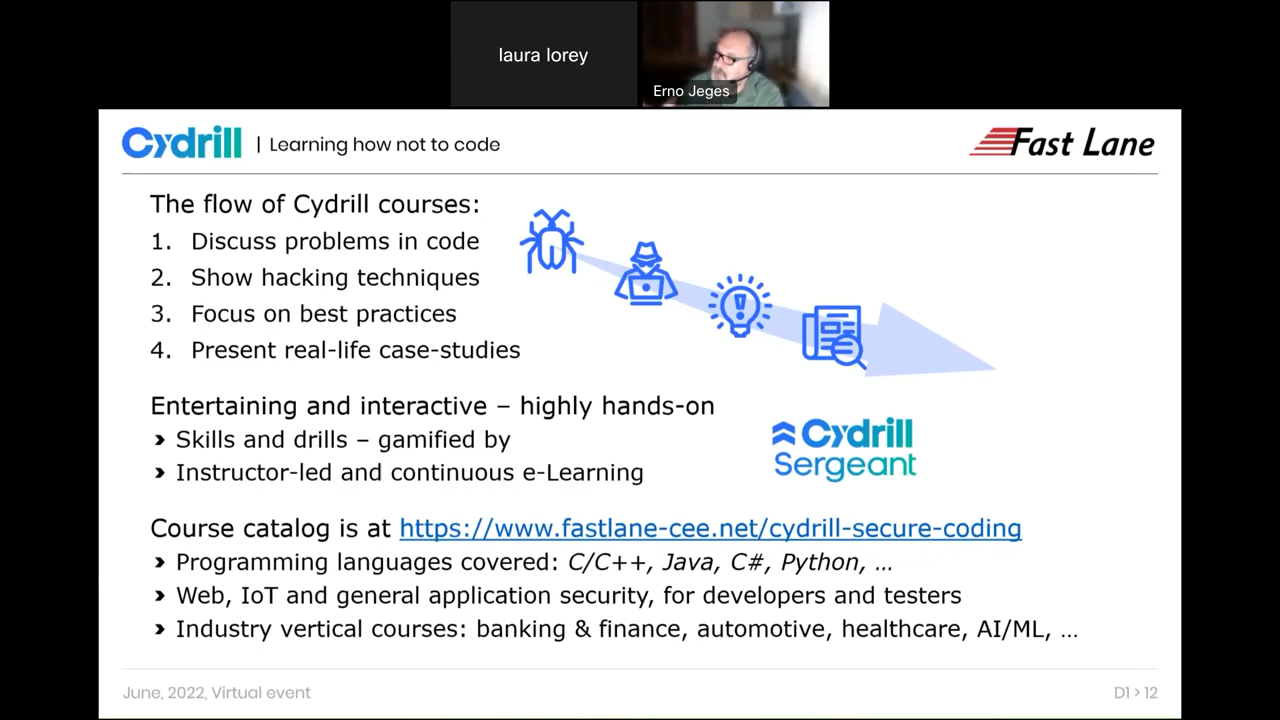 laura lorey
Erno Jeges
Cydrill | Learning how not to code
Fast Lane
The flow of Cydrill courses:
1. Discuss problems in code
2. Show hacking techniques
3. Focus on best practices
4. Present real-life case-studies
Entertaining and interactive – highly hands-on
› Skills and drills – gamified by
Cydrill
Sergeant
› Instructor-led and continuous e-Learning
Course catalog is at https://www.fastlane-cee.net/cydrill-secure-coding
› Programming languages covered: C/C++, Java, C#, Python, ...
› Web, IoT and general application security, for developers and testers
› Industry vertical courses: banking & finance, automotive, healthcare, AI/ML, ...
June, 2022, Virtual event
D1 > 12